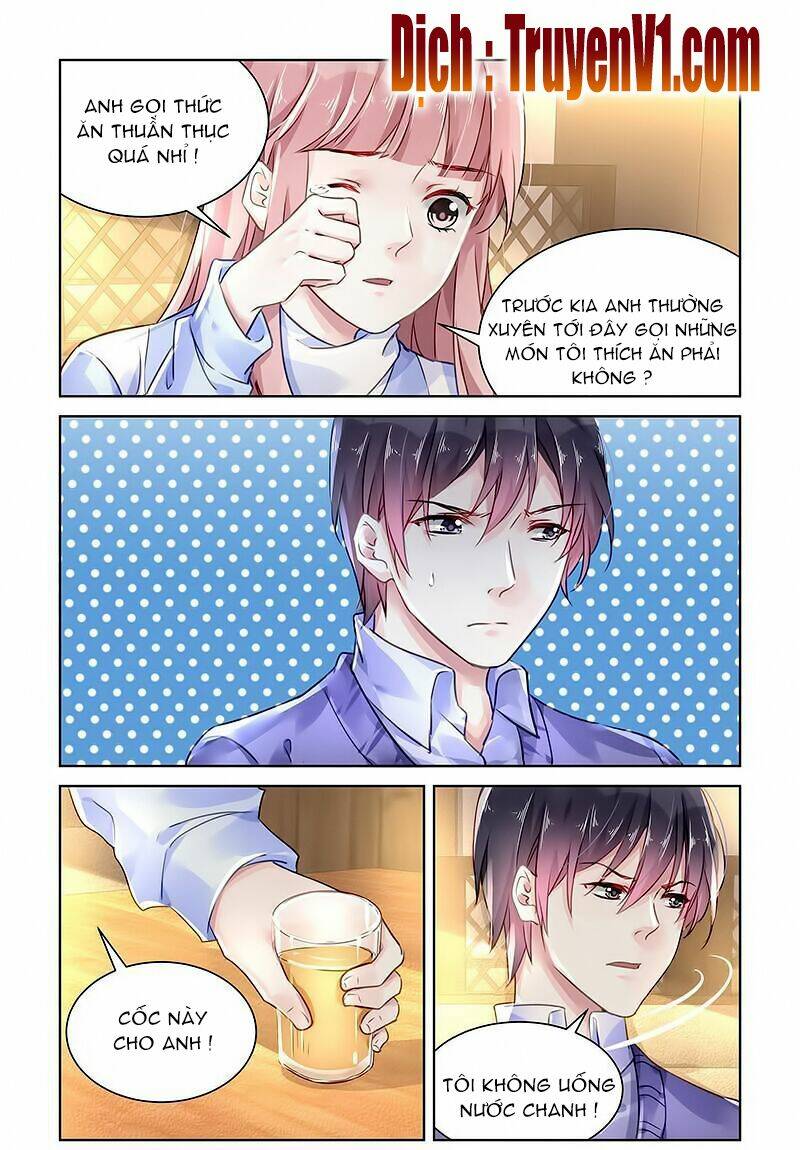 Dịch : TruyenV1.com
ANH GỌI THỨC
ĂN THUẦN THỤC
QUÁ NHỈ !
TRƯỚC KIA ANH THƯỜNG
XUYÊN TỚI ĐÂY GỌI NHỮNG
MÓN TÔI THÍCH ĂN PHẢI
KHÔNG ?
CỐC NÀY
CHO ANH !
TÔI KHÔNG UỐNG
NƯỚC CHANH !